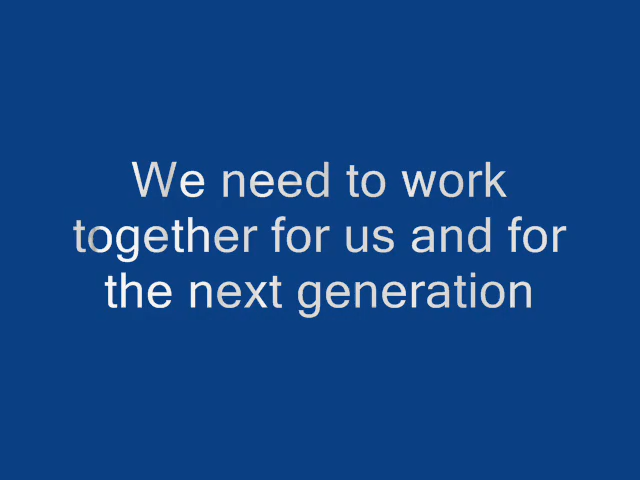 We need to work
together for us and for
the next generation